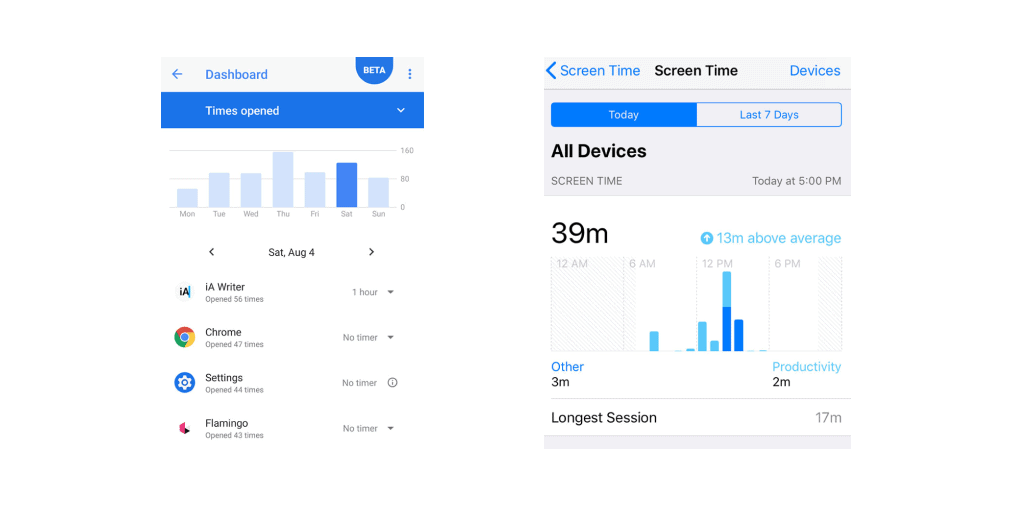 Dashboard
BETA
Times opened
160
80
0
Mon Tue Wed Thu Fri Sat Sun
Sat, Aug 4
iA
iA Writer
Opened 56 times
1 hour
Chrome
Opened 47 times
No timer
Settings
Opened 44 times
No timer
Flamingo
Opened 43 times
No timer
Screen Time Screen Time Devices
Today Last 7 Days
All Devices
SCREEN TIME Today at 5:00 PM
39m 13m above average
12 AM 6 AM 12 PM 6 PM
Other Productivity
3m 2m
Longest Session 17m